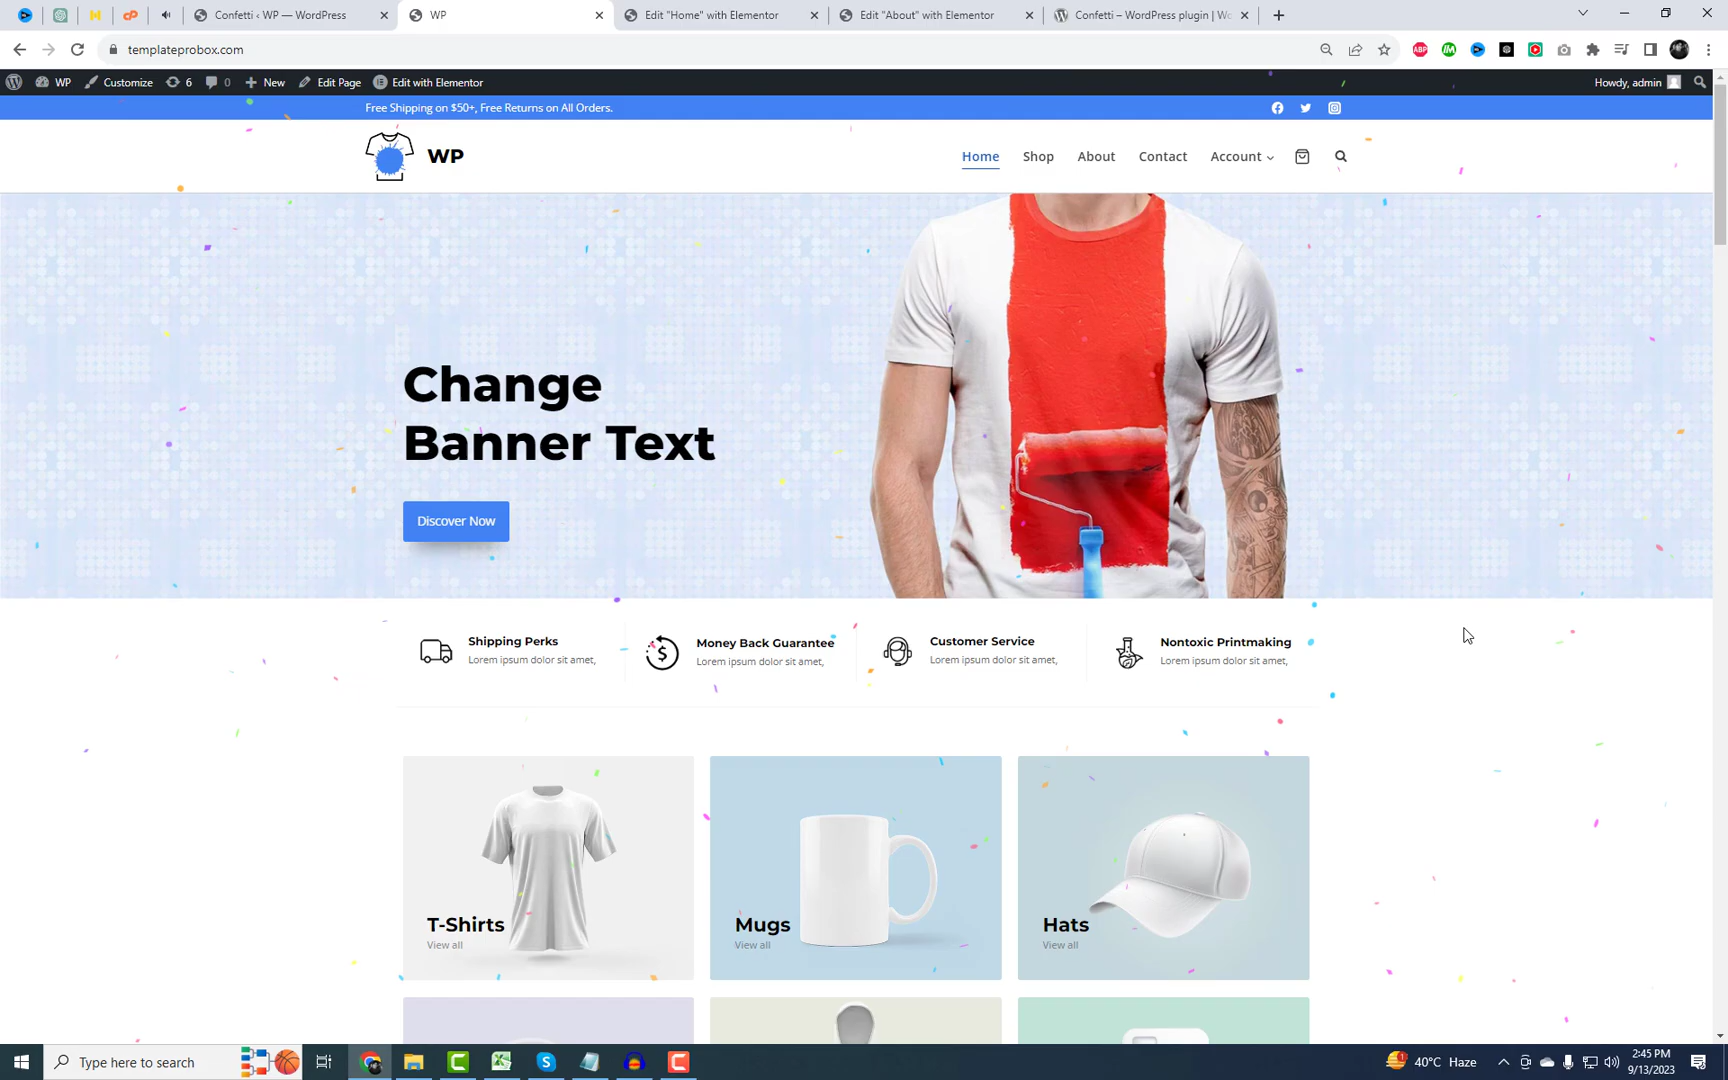 Confetti ‹ WP — WordPress
WP
Edit "Home" with Elementor
Edit "About" with Elementor
Confetti – WordPress plugin | Wo
templateprobox.com
ABP
WP
Customize
6
0
New
Edit Page
Edit with Elementor
Howdy, admin
Free Shipping on $50+, Free Returns on All Orders.
WP
Home
Shop
About
Contact
Account
Change
Banner Text
Discover Now
Shipping Perks
Lorem ipsum dolor sit amet,
Money Back Guarantee
Lorem ipsum dolor sit amet,
Customer Service
Lorem ipsum dolor sit amet,
Nontoxic Printmaking
Lorem ipsum dolor sit amet,
T-Shirts
View all
Mugs
View all
Hats
View all
Type here to search
1
40°C Haze
2:45 PM
9/13/2023